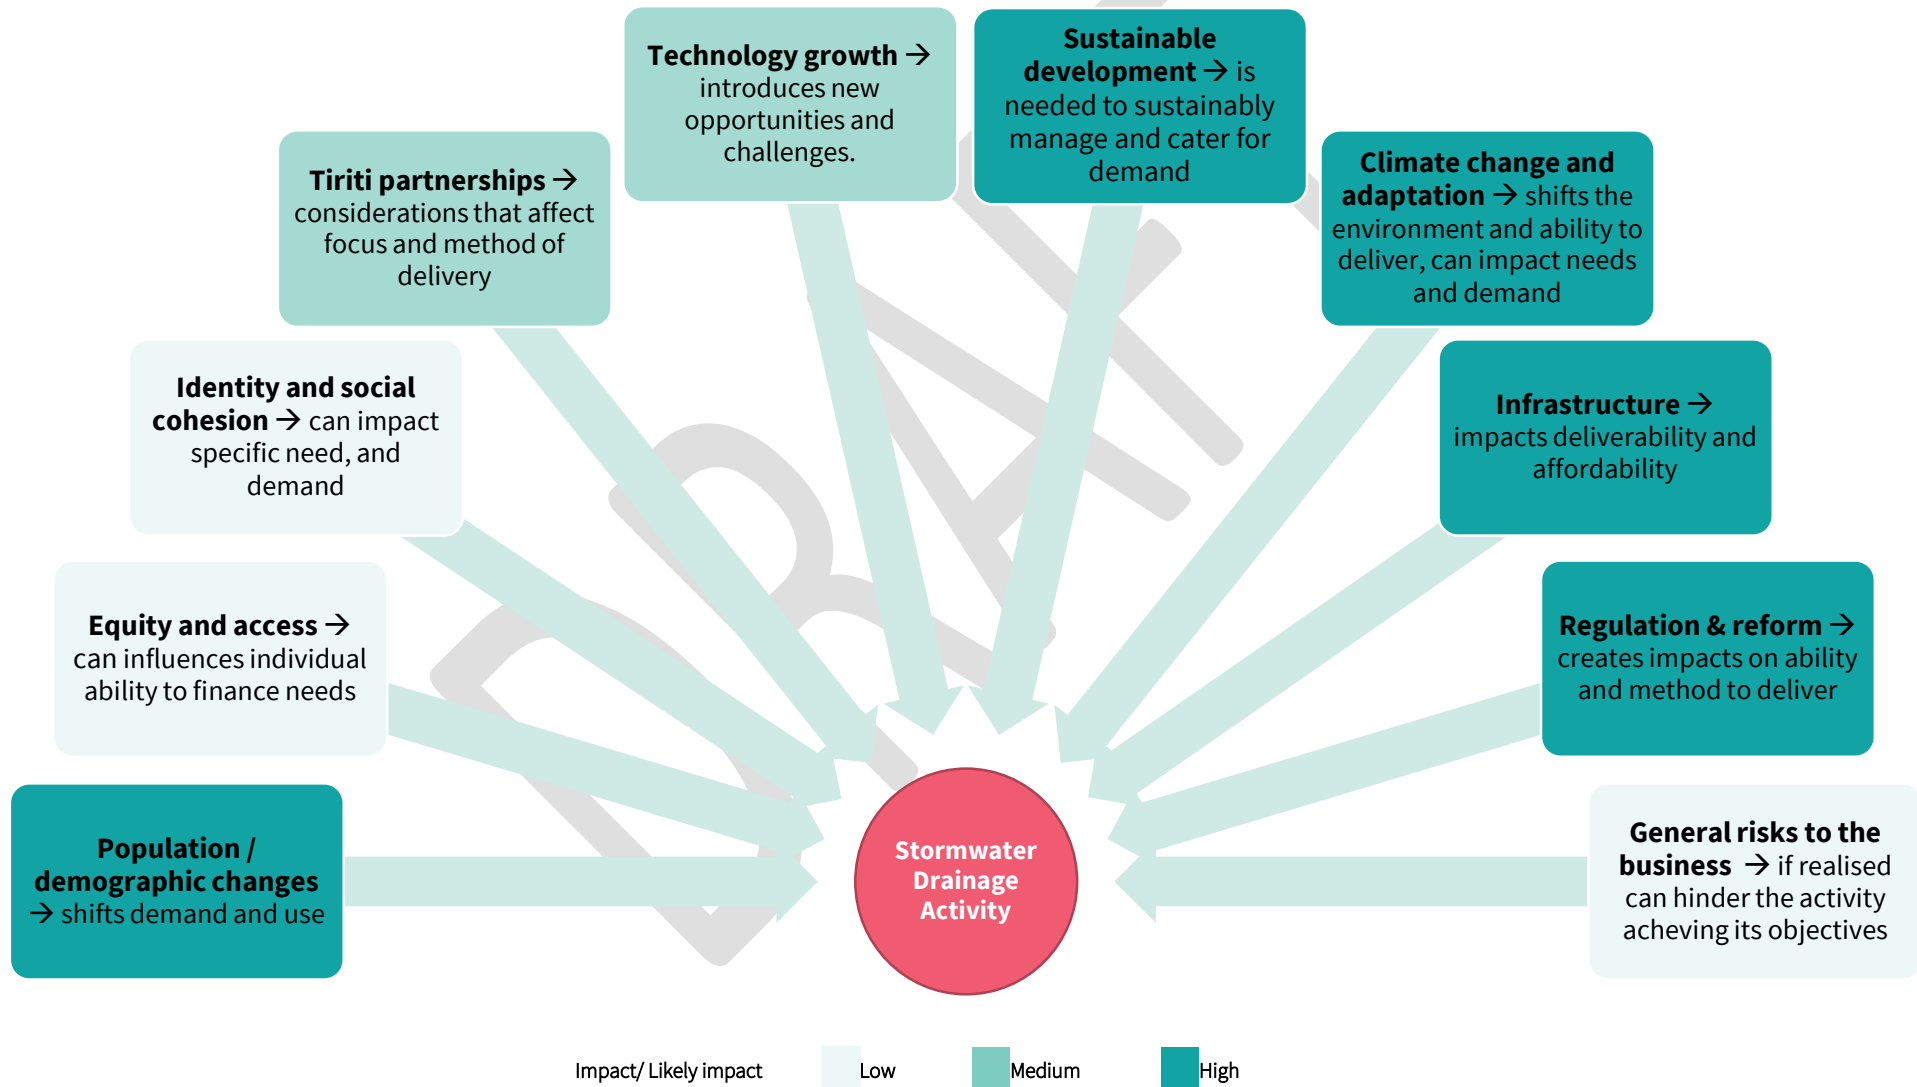 Technology growth →
introduces new
opportunities and
challenges.
Sustainable
development → is
needed to sustainably
manage and cater for
demand
Tiriti partnerships →
considerations that affect
focus and method of
delivery
Climate change and
adaptation → shifts the
environment and ability to
deliver, can impact needs
and demand
Identity and social
cohesion → can impact
specific need, and
demand
Infrastructure →
impacts deliverability and
affordability
Equity and access →
can influences individual
ability to finance needs
Regulation & reform →
creates impacts on ability
and method to deliver
Population /
demographic changes
→ shifts demand and use
General risks to the
business → if realised
can hinder the activity
acheving its objectives
Stormwater
Drainage
Activity
DRAFT
Impact/ Likely impact Low Medium High